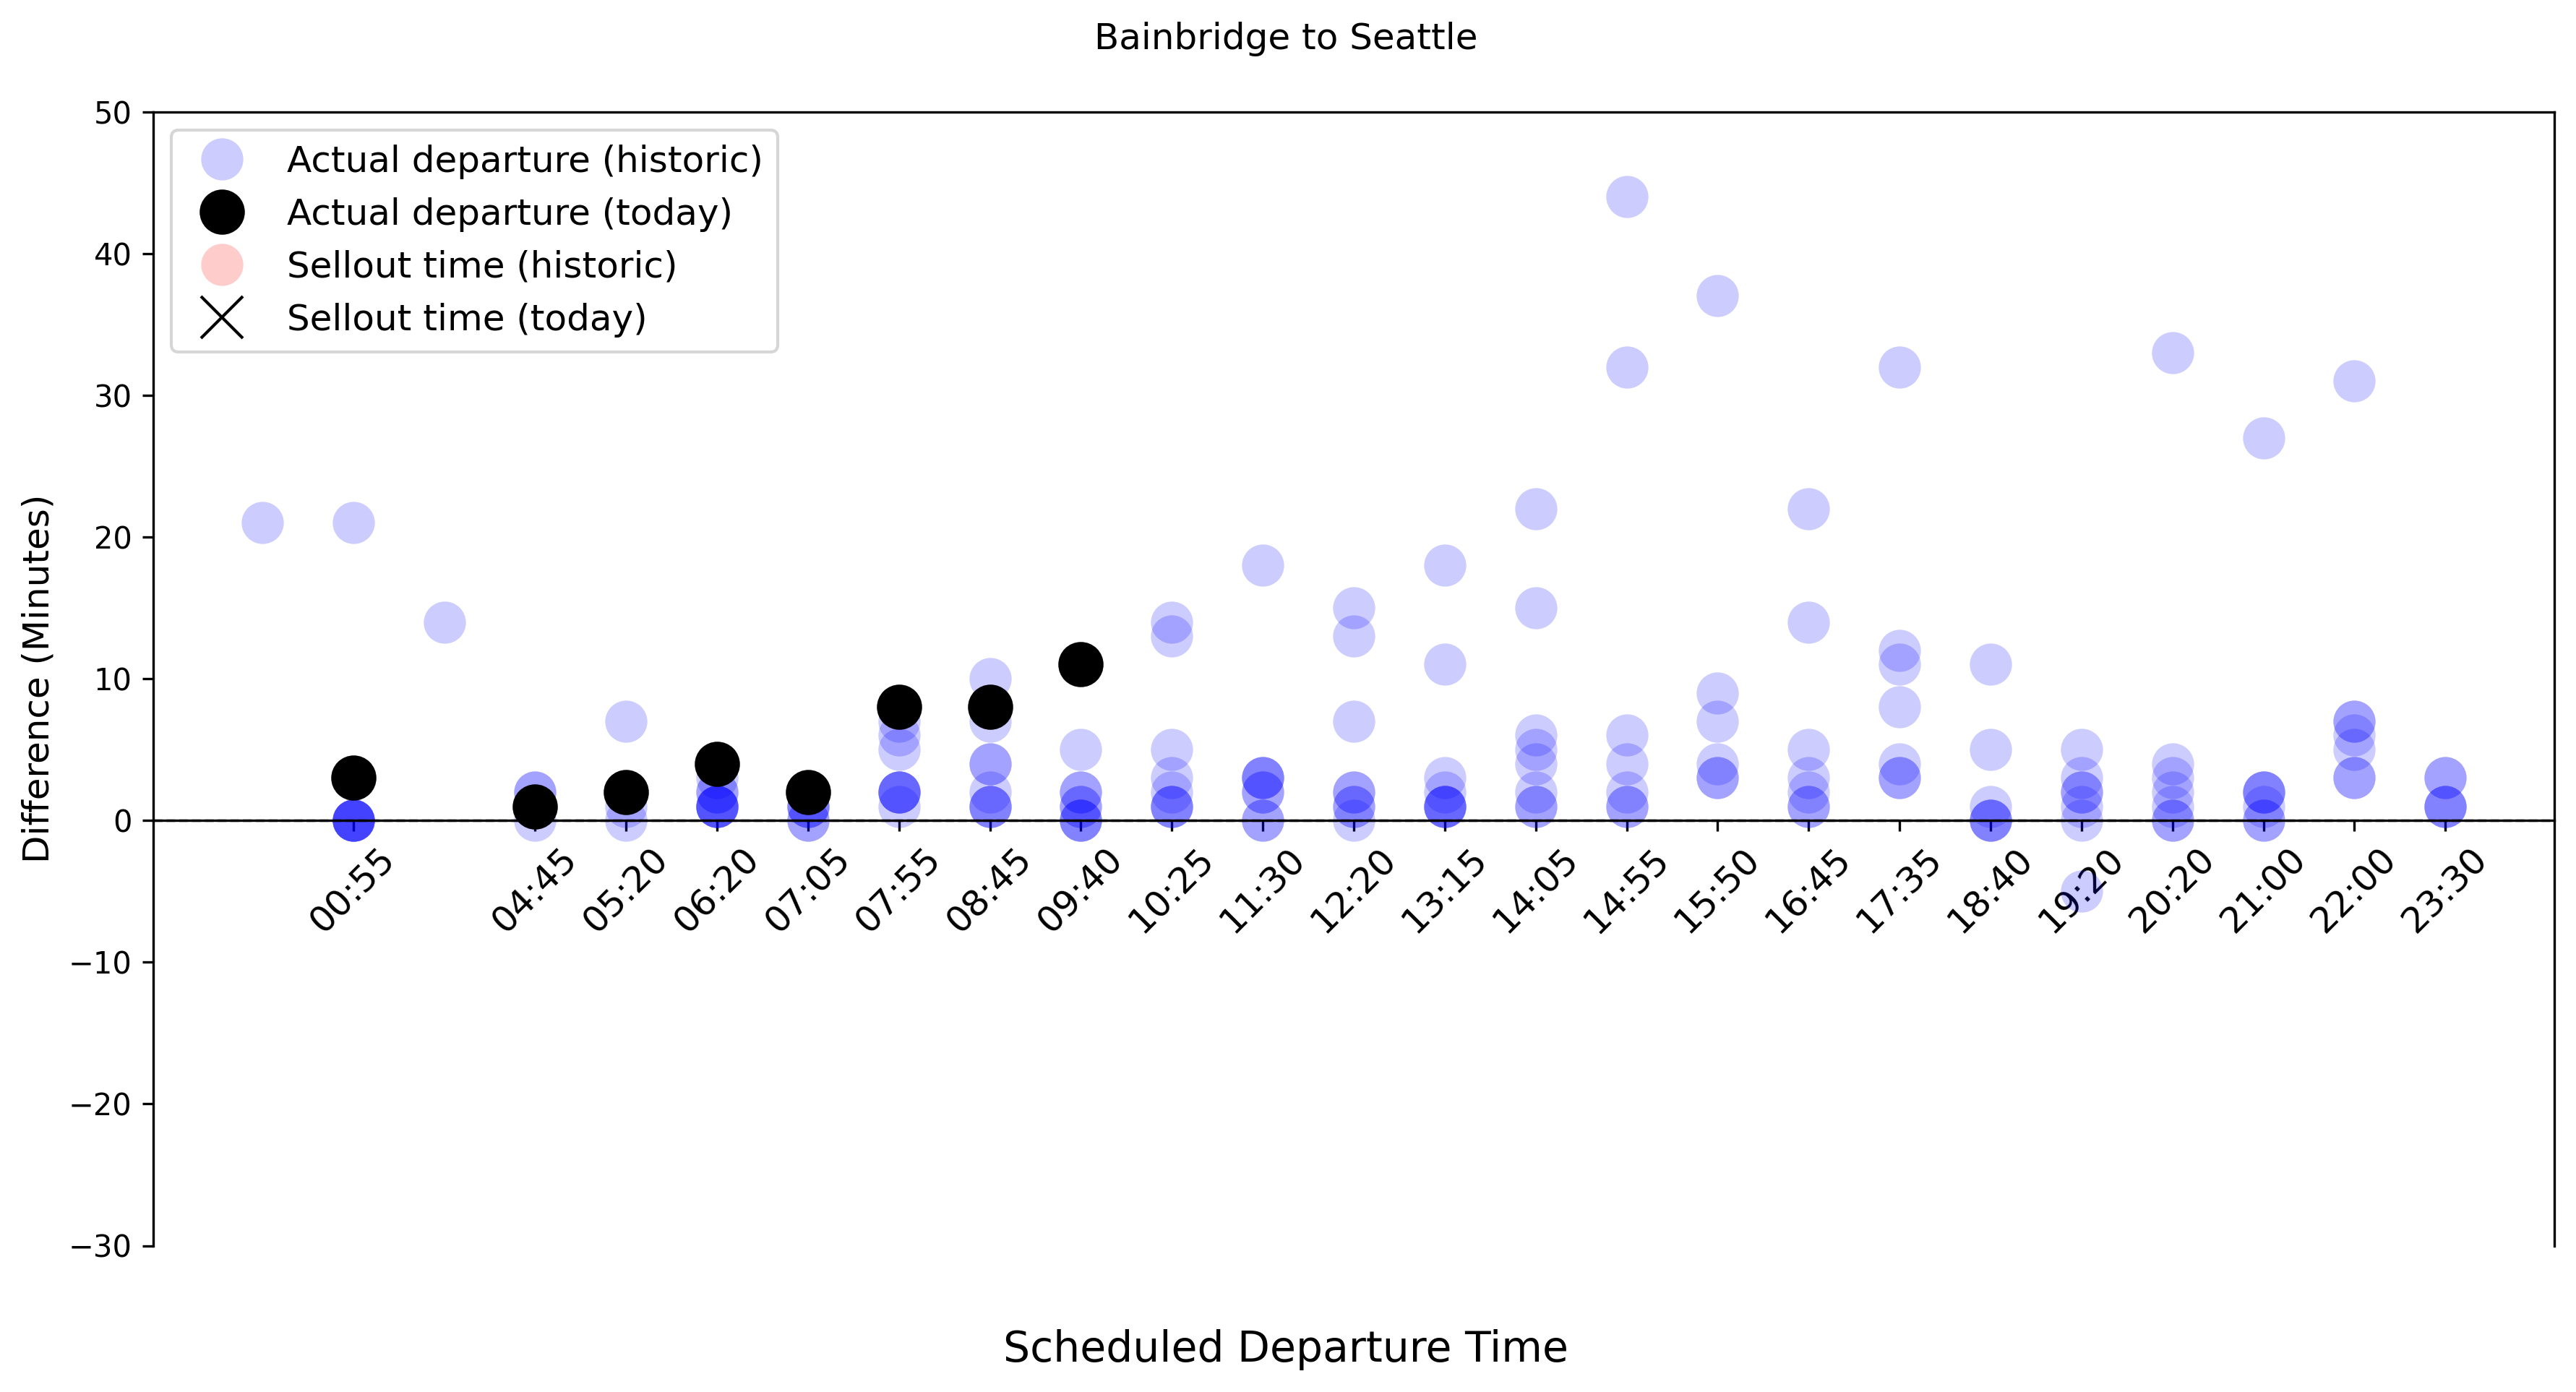 Bainbridge to Seattle
50
Actual departure (historic)
Actual departure (today)
Sellout time (historic)
Sellout time (today)
40
30
20
10
0
−10
−20
−30
Difference (Minutes)
00:55 04:45 05:20 06:20 07:05 07:55 08:45 09:40 10:25 11:30 12:20 13:15 14:05 14:55 15:50 16:45 17:35 18:40 19:20 20:20 21:00 22:00 23:30
Scheduled Departure Time